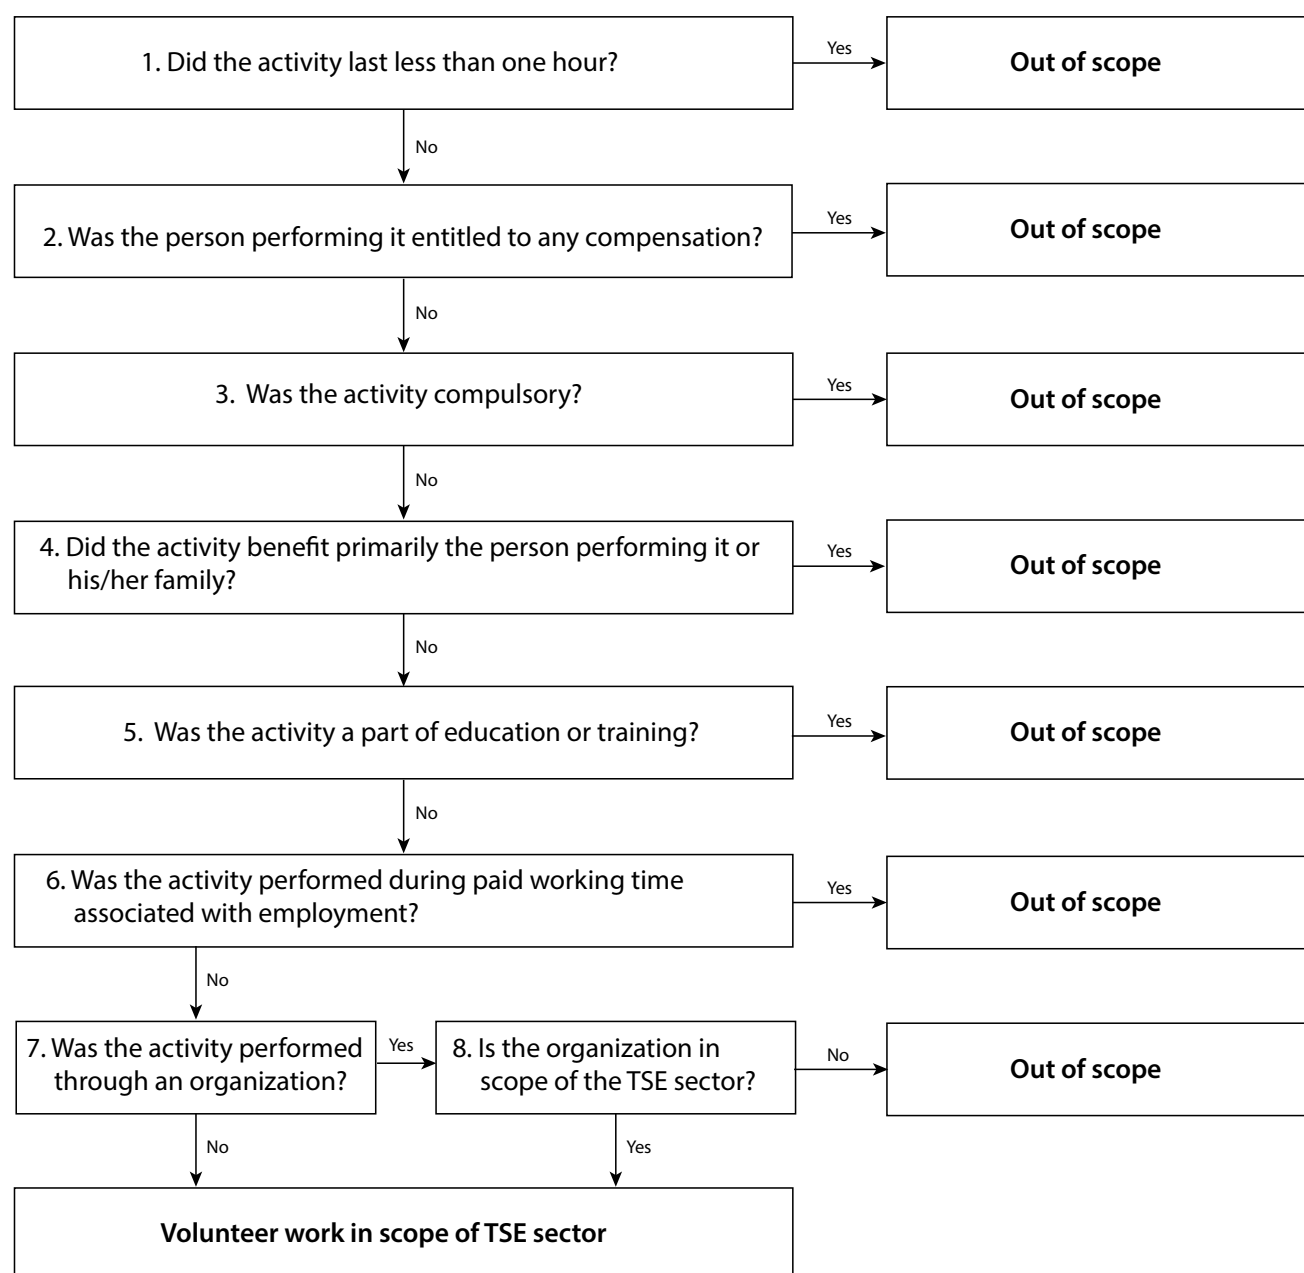 1. Did the activity last less than one hour?
Yes
Out of scope
No
2. Was the person performing it entitled to any compensation?
Yes
Out of scope
No
3. Was the activity compulsory?
Yes
Out of scope
No
4. Did the activity benefit primarily the person performing it or
his/her family?
Yes
Out of scope
No
5. Was the activity a part of education or training?
Yes
Out of scope
No
6. Was the activity performed during paid working time
associated with employment?
Yes
Out of scope
No
7. Was the activity performed
through an organization?
Yes
8. Is the organization in
scope of the TSE sector?
No
Out of scope
No
Yes
Volunteer work in scope of TSE sector